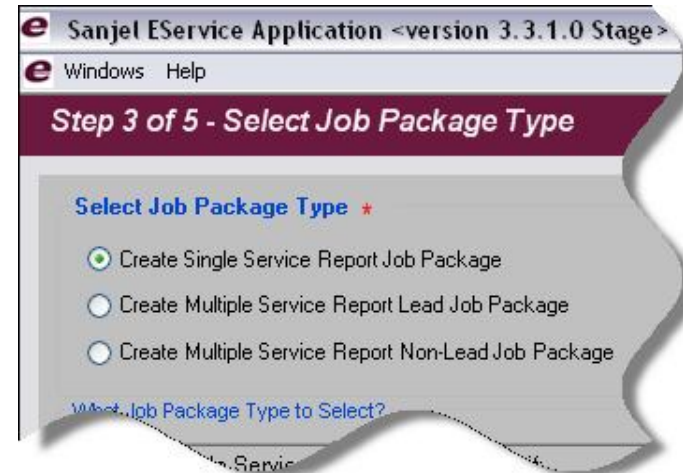 e Sanjel EService Application <version 3.3.1.0 Stage>
e Windows Help
Step 3 of 5 - Select Job Package Type
Select Job Package Type *
Create Single Service Report Job Package
Create Multiple Service Report Lead Job Package
Create Multiple Service Report Non-Lead Job Package
What Job Package Type to Select?